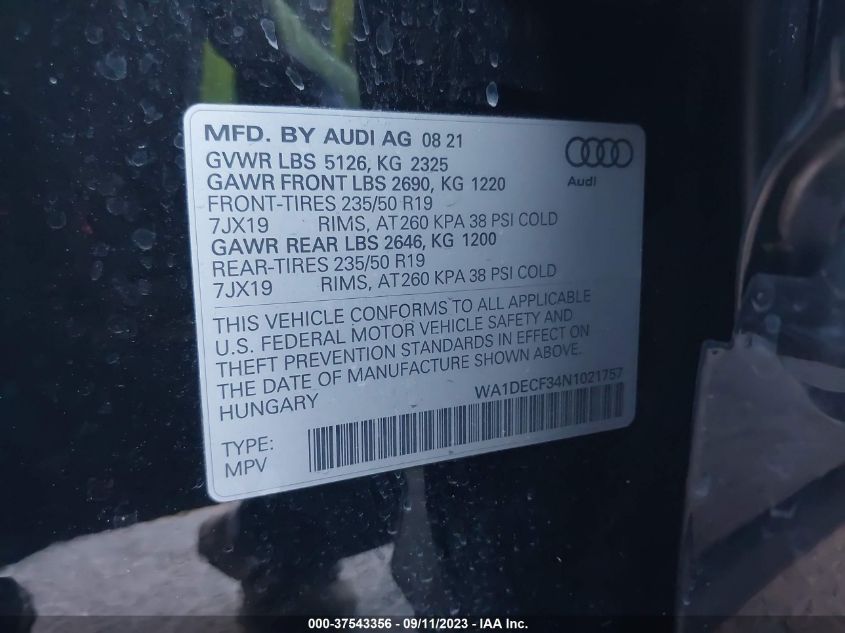 MFD. BY AUDI AG 08 21
GVWR LBS 5126, KG 2325
GAWR FRONT LBS 2690, KG 1220
FRONT-TIRES 235/50 R19
7JX19 RIMS, AT 260 KPA 38 PSI COLD
GAWR REAR LBS 2646, KG 1200
REAR-TIRES 235/50 R19
7JX19 RIMS, AT 260 KPA 38 PSI COLD
Audi
THIS VEHICLE CONFORMS TO ALL APPLICABLE
U.S. FEDERAL MOTOR VEHICLE SAFETY AND
THEFT PREVENTION STANDARDS IN EFFECT ON
THE DATE OF MANUFACTURE SHOWN ABOVE.
HUNGARY
WA1DECF34N1021757
TYPE:
MPV
000-37543356 - 09/11/2023 - IAA Inc.